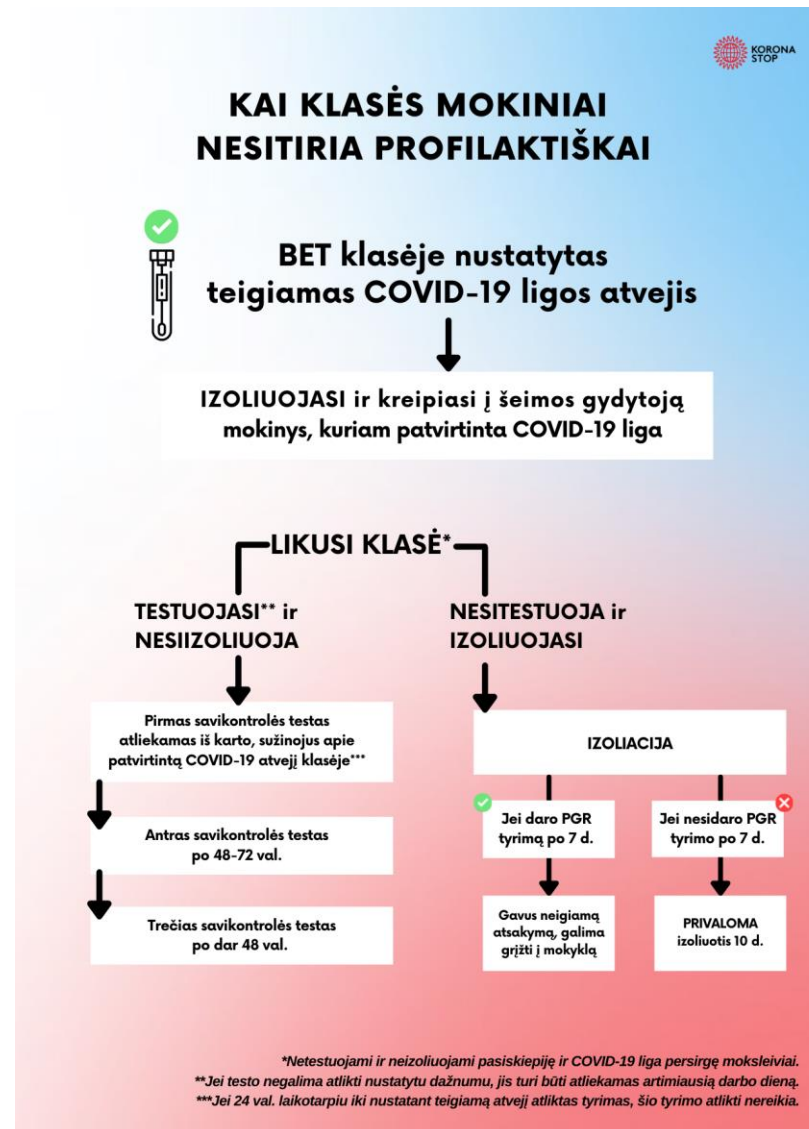 KORONA
STOP
KAI KLASĖS MOKINIAI
NESITIRIA PROFILAKTIŠKAI
BET klasėje nustatytas
teigiamas COVID-19 ligos atvejis
IZOLIUOJASI ir kreipiasi į šeimos gydytoją
mokinys, kuriam patvirtinta COVID-19 liga
LIKUSI KLASĖ*
TESTUOJASI** ir
NESIIZOLIUOJA
Pirmas savikontrolės testas
atliekamas iš karto, sužinojus apie
patvirtintą COVID-19 atvejį klasėje***
Antras savikontrolės testas
po 48-72 val.
Trečias savikontrolės testas
po dar 48 val.
NESITESTUOJA ir
IZOLIUOJASI
IZOLIACIJA
Jei daro PGR
tyrimą po 7 d.
Gavus neigiamą
atsakymą, galima
grįžti į mokyklą
Jei nesidaro PGR
tyrimo po 7 d.
PRIVALOMA
izoliuotis 10 d.
*Netestuojami ir neizoliuojami pasiskiepiję ir COVID-19 liga persirgę moksleiviai.
**Jei testo negalima atlikti nustatytu dažnumu, jis turi būti atliekamas artimiausią darbo dieną.
***Jei 24 val. laikotarpiu iki nustatant teigiamą atvejį atliktas tyrimas, šio tyrimo atlikti nereikia.